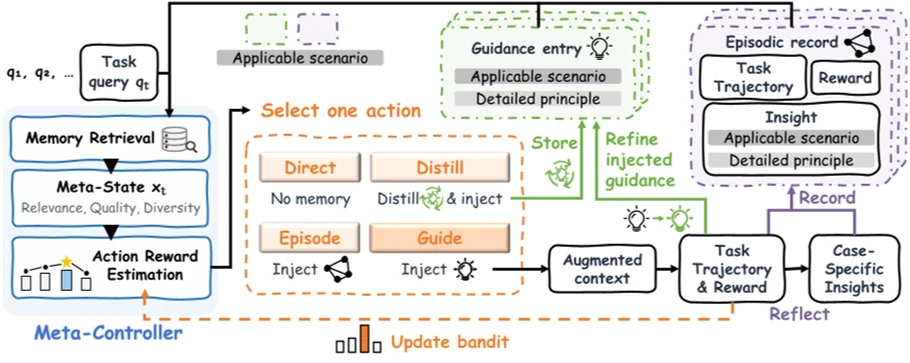 q₁, q₂, ...
Task
query qₜ
Applicable scenario
Memory Retrieval
Meta-State xₜ
Relevance, Quality, Diversity
Action Reward
Estimation
Meta-Controller
Select one action
Direct
No memory
Distill
Distill & inject
Episode
Inject
Guide
Inject
Store
Refine
injected
guidance
Guidance entry
Applicable scenario
Detailed principle
Episodic record
Task
Trajectory
Reward
Insight
Applicable scenario
Detailed principle
Record
Augmented
context
Task
Trajectory
& Reward
Case-
Specific
Insights
Reflect
Update bandit